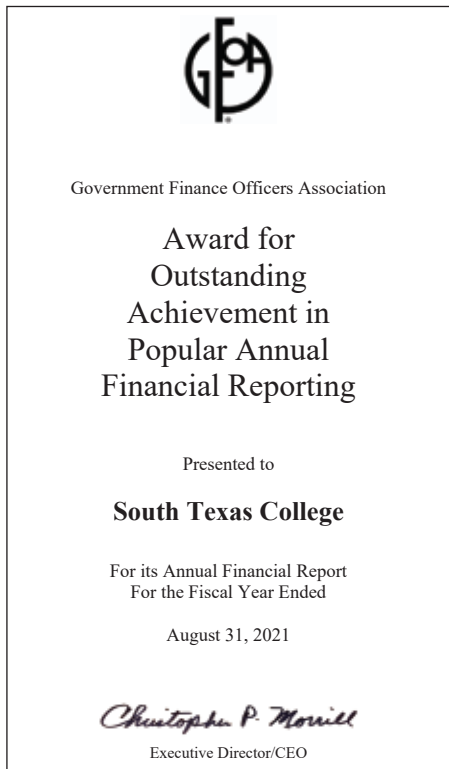 GFOA
Government Finance Officers Association
Award for
Outstanding
Achievement in
Popular Annual
Financial Reporting
Presented to
South Texas College
For its Annual Financial Report
For the Fiscal Year Ended
August 31, 2021
Christopher P. Morrill
Executive Director/CEO